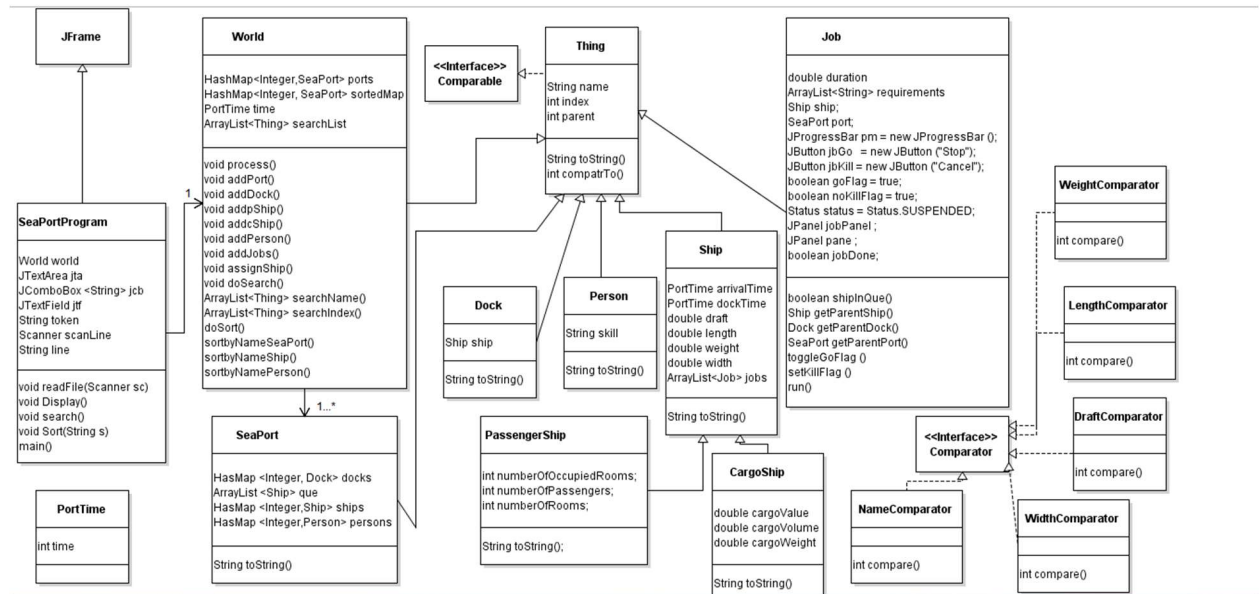 JFrame
World
HashMap<Integer,SeaPort> ports
HashMap<Integer, SeaPort> sortedMap
PortTime time
ArrayList<Thing> searchList
void process()
void addPort()
void addDock()
void addpShip()
void addcShip()
void addPerson()
void addJobs()
void assignShip()
void doSearch()
ArrayList<Thing> searchName()
ArrayList<Thing> searchIndex()
doSort()
sortbyNameSeaPort()
sortbyNameShip()
sortbyNamePerson()
<<Interface>>
Comparable
Thing
String name
int index
int parent
String toString()
int compatrTo()
Job
double duration
ArrayList<String> requirements
Ship ship;
SeaPort port;
JProgressBar pm = new JProgressBar ();
JButton jbGo = new JButton ("Stop");
JButton jbKill = new JButton ("Cancel");
boolean goFlag = true;
boolean noKillFlag = true;
Status status = Status.SUSPENDED;
JPanel jobPanel ;
JPanel pane ;
boolean jobDone;
boolean shipInQue()
Ship getParentShip()
Dock getParentDock()
SeaPort getParentPort()
toggleGoFlag ()
setKillFlag ()
run()
WeightComparator
int compare()
1
SeaPortProgram
World world
JTextArea jta
JComboBox <String> jcb
JTextField jtf
String token
Scanner scanLine
String line
void readFile(Scanner sc)
void Display()
void search()
void Sort(String s)
main()
Ship
PortTime arrivalTime
PortTime dockTime
double draft
double length
double weight
double width
ArrayList<Job> jobs
String toString()
Dock
Ship ship
String toString()
Person
String skill
String toString()
LengthComparator
int compare()
1...*
SeaPort
HasMap <Integer, Dock> docks
ArrayList <Ship> que
HasMap <Integer,Ship> ships
HasMap <Integer,Person> persons
String toString()
PassengerShip
int numberOfOccupiedRooms;
int numberOfPassengers;
int numberOfRooms;
String toString();
CargoShip
double cargoValue
double cargoVolume
double cargoWeight
String toString()
<<Interface>>
Comparator
DraftComparator
int compare()
PortTime
int time
NameComparator
int compare()
WidthComparator
int compare()